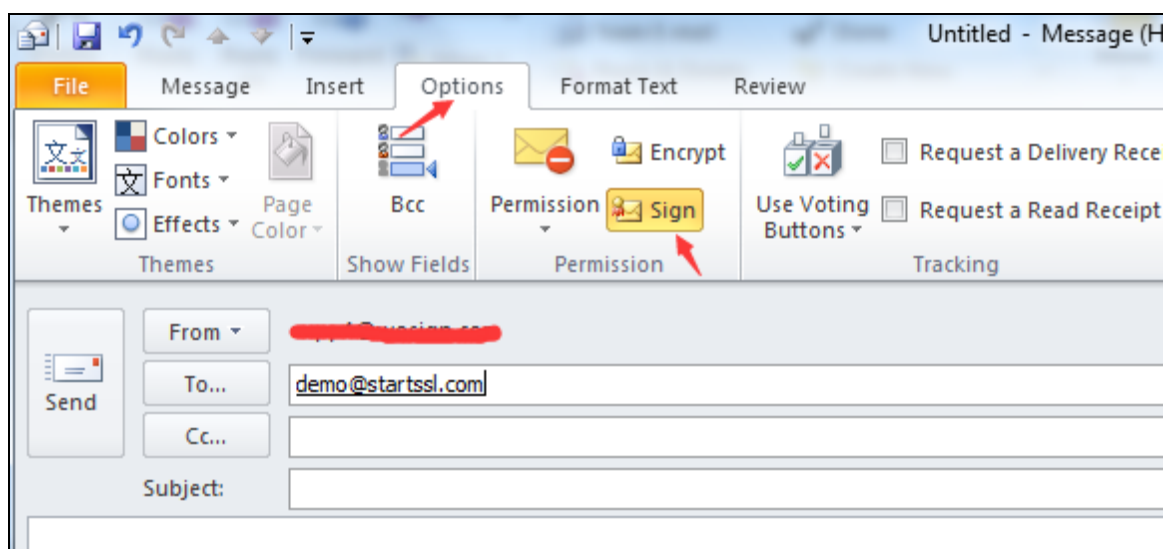 Untitled - Message (H
File Message Insert Options Format Text Review
Colors
Fonts
Effects
Themes
Page Color
Themes
Bcc
Show Fields
Permission
Encrypt
Sign
Permission
Use Voting Buttons
Request a Delivery Rece
Request a Read Receipt
Tracking
Send
From
To... demo@startssl.com
Cc...
Subject: